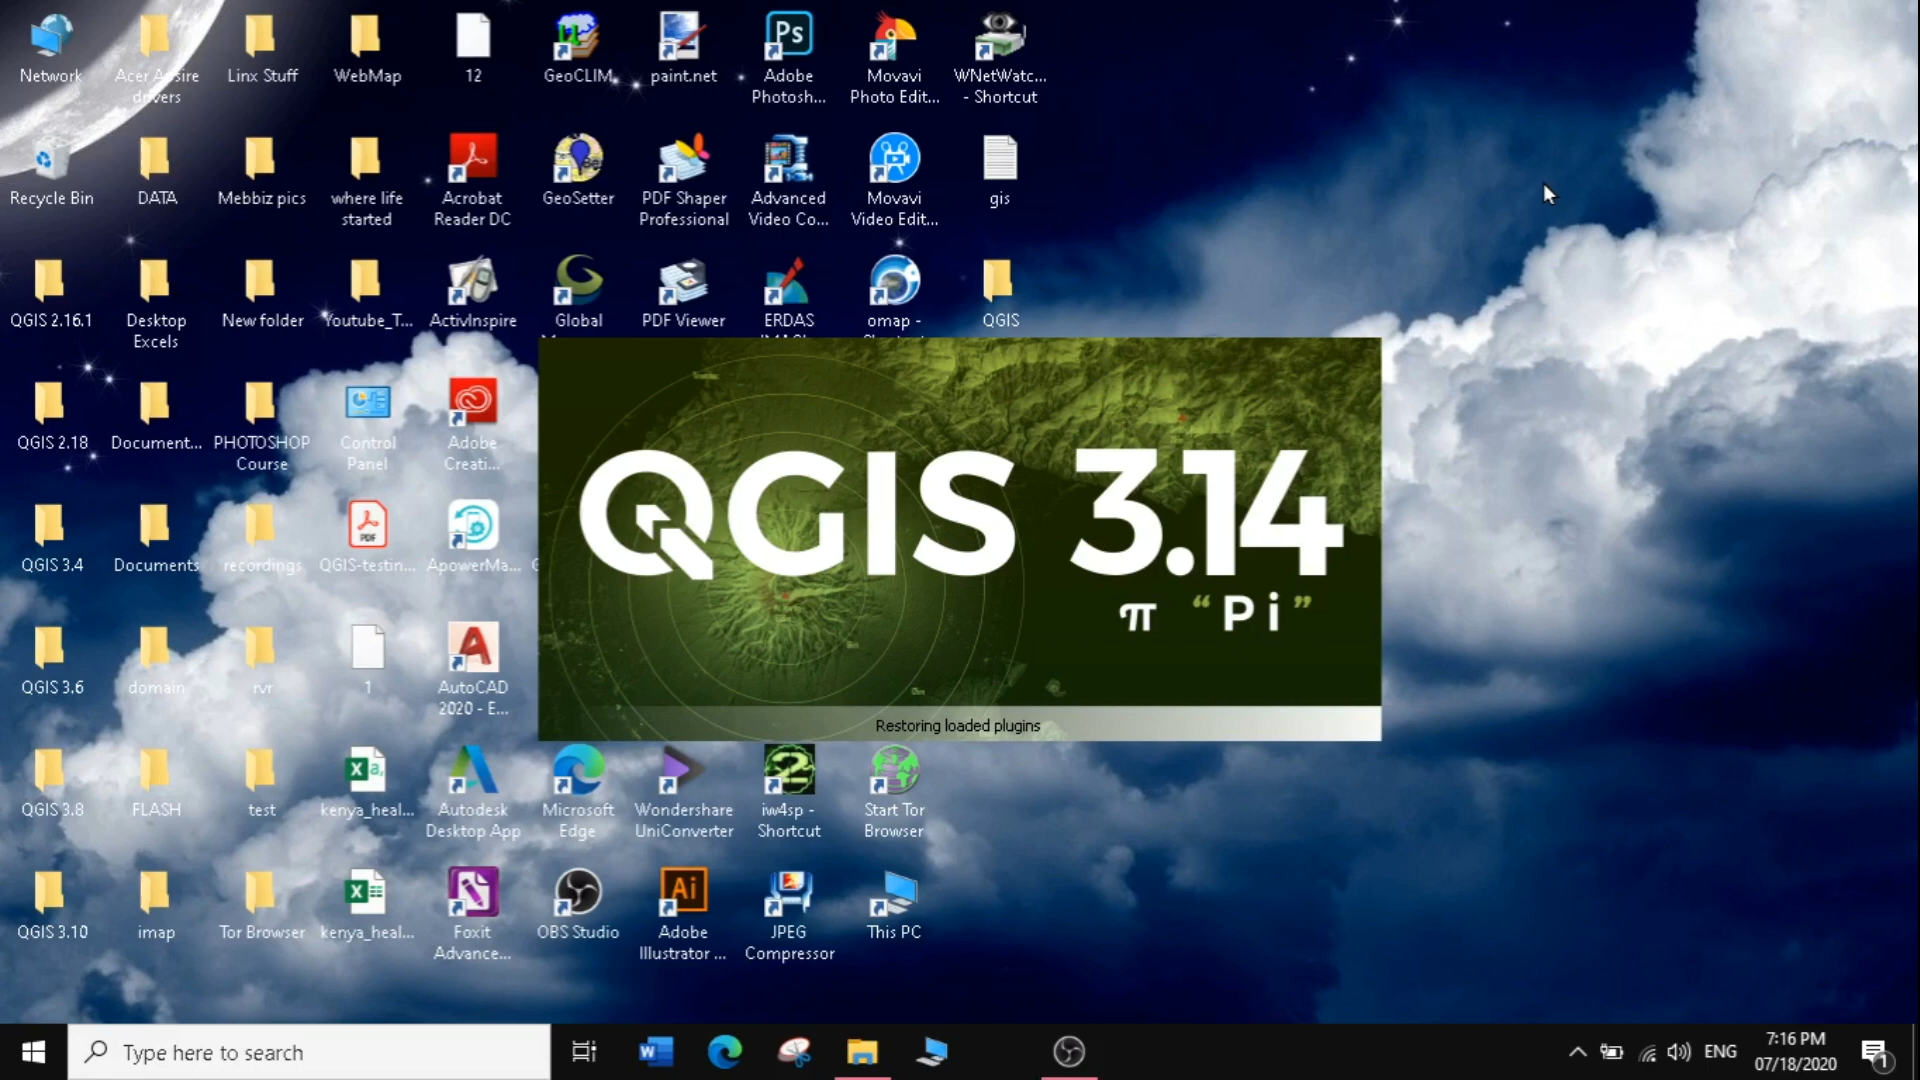 Network
Acer Aspire
drivers
Linx Stuff
WebMap
12
GeoCLIM
paint.net
Adobe
Photosh...
Movavi
Photo Edit...
WNetWatc...
- Shortcut
Recycle Bin
DATA
Mebbiz pics
where life
started
Acrobat
Reader DC
GeoSetter
PDF Shaper
Professional
Advanced
Video Co...
Movavi
Video Edit...
gis
QGIS 2.16.1
Desktop
Excels
New folder
Youtube_T...
ActivInspire
Global
PDF Viewer
ERDAS
omap -
QGIS
QGIS 2.18
Document...
PHOTOSHOP
Course
Control
Panel
Adobe
Creati...
QGIS 3.14
π "Pi"
Restoring loaded plugins
QGIS 3.4
Documents
recordings
QGIS-testin...
ApowerMa...
QGIS 3.6
domain
rvr
1
AutoCAD
2020 - E...
QGIS 3.8
FLASH
test
kenya_heal...
Autodesk
Desktop App
Microsoft
Edge
Wondershare
UniConverter
iw4sp -
Shortcut
Start Tor
Browser
QGIS 3.10
imap
Tor Browser
kenya_heal...
Foxit
Advance...
OBS Studio
Adobe
Illustrator ...
JPEG
Compressor
This PC
Type here to search
ENG
7:16 PM
07/18/2020
1